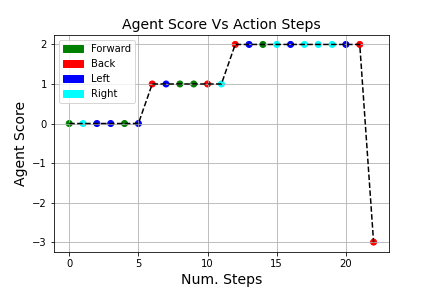 Agent Score Vs Action Steps
Forward
Back
Left
Right
2
1
0
−1
−2
−3
Agent Score
0 5 10 15 20
Num. Steps